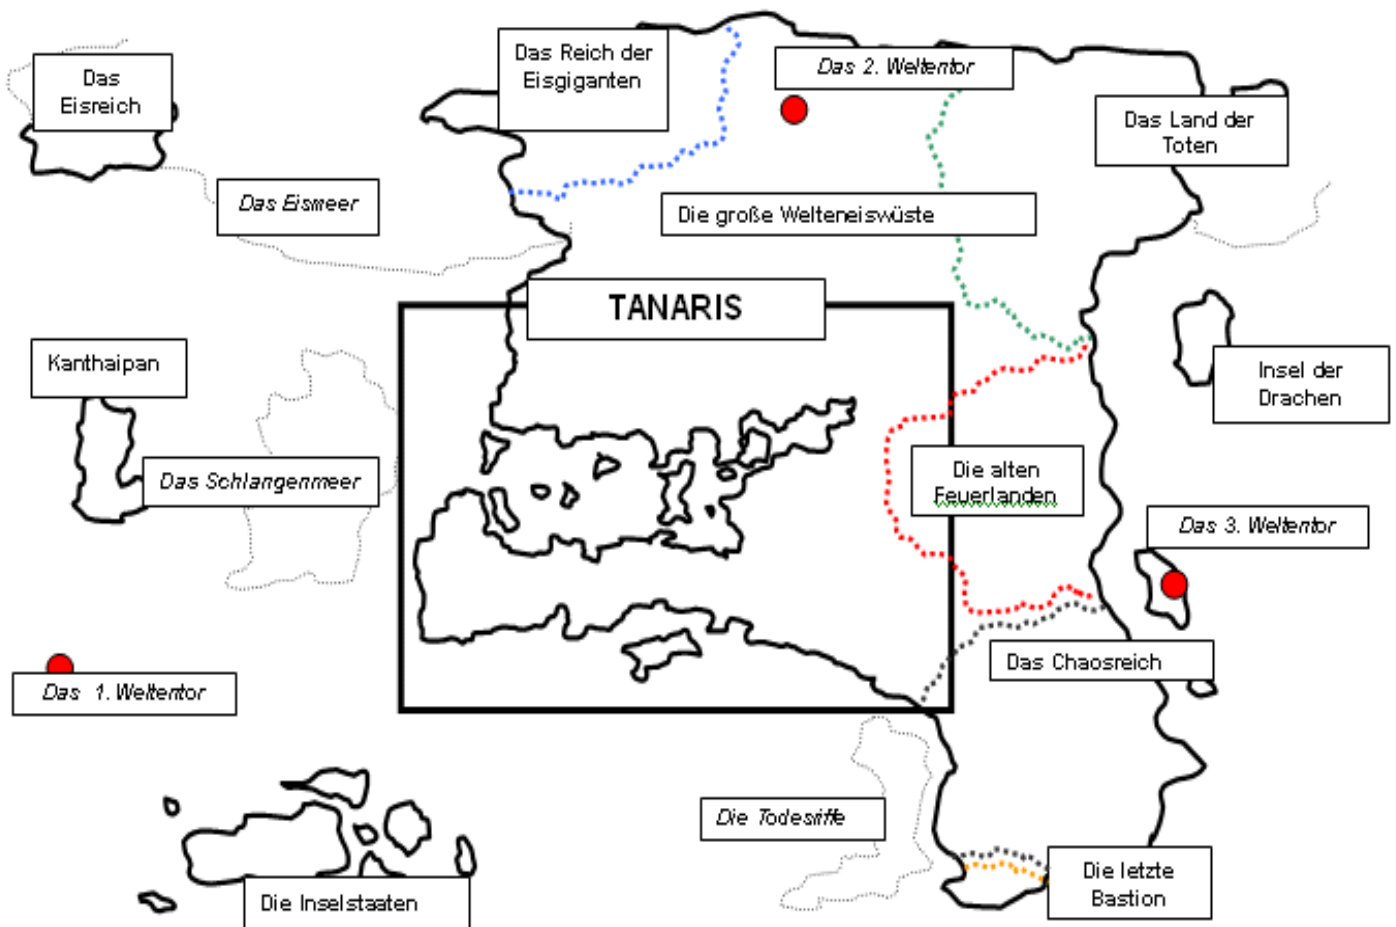 Das
Eisreich
Das Reich der
Eisgiganten
Das 2. Weltentor
Das Land der
Toten
Das Eismeer
Die große Welteneiswüste
TANARIS
Kanthaipan
Insel der
Drachen
Das Schlangenmeer
Die alten
Feuerlanden
Das 3. Weltentor
Das Chaosreich
Das 1. Weltentor
Die Todesriffe
Die letzte
Bastion
Die Inselstaaten